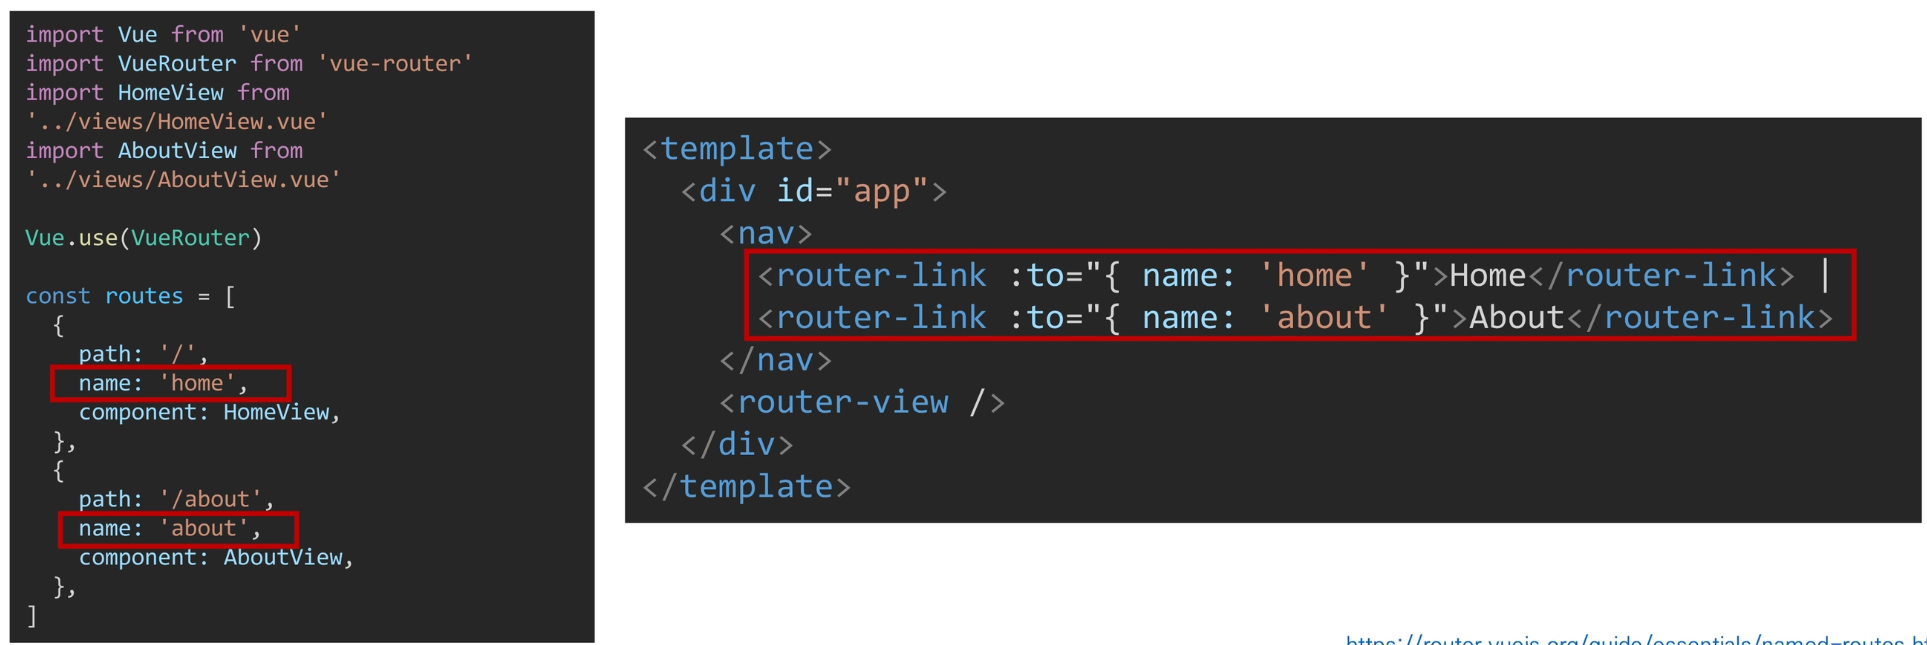 import Vue from 'vue'
import VueRouter from 'vue-router'
import HomeView from
'../views/HomeView.vue'
import AboutView from
'../views/AboutView.vue'

Vue.use(VueRouter)

const routes = [
  {
    path: '/',
    name: 'home',
    component: HomeView,
  },
  {
    path: '/about',
    name: 'about',
    component: AboutView,
  },
]
<template>
  <div id="app">
    <nav>
      <router-link :to="{ name: 'home' }">Home</router-link> |
      <router-link :to="{ name: 'about' }">About</router-link>
    </nav>
    <router-view />
  </div>
</template>
https://router.vuejs.org/guide/essentials/named-routes.ht